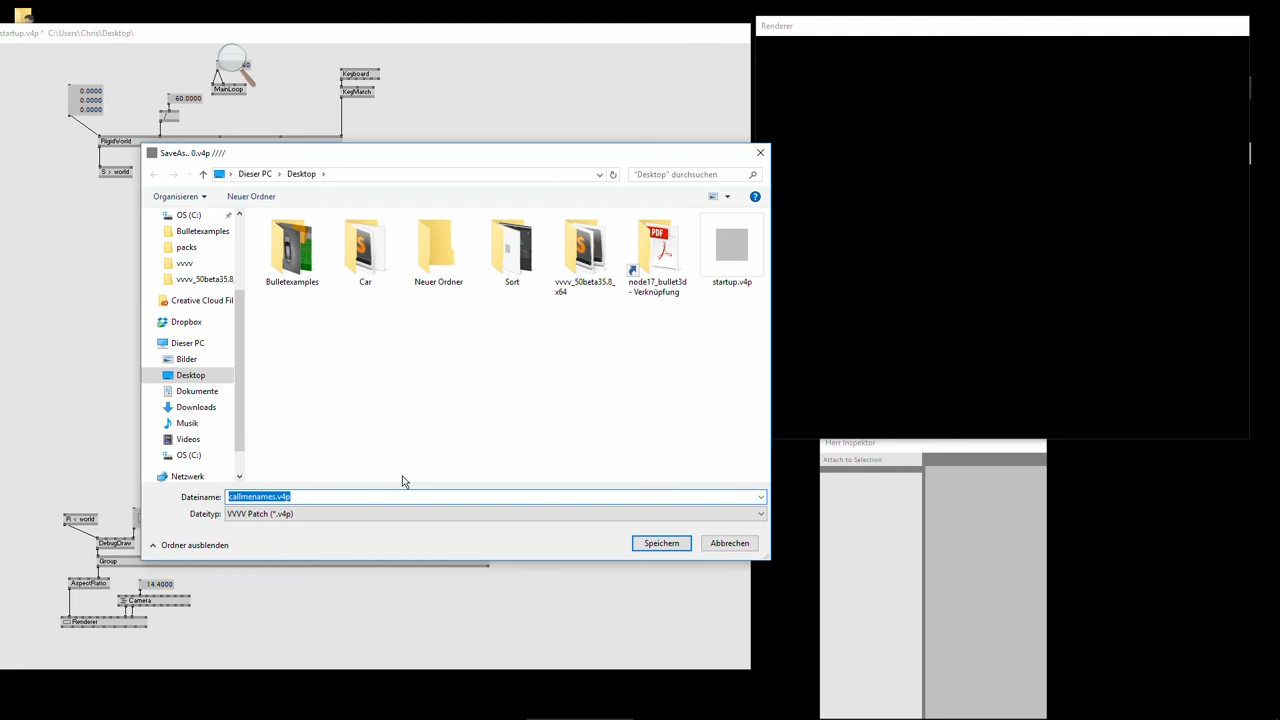 startup.v4p * C:\Users\Chris\Desktop\
Renderer
0.0000
0.0000
0.0000
60.0000
MainLoop
Keyboard
KeyMatch
RigidWorld
S > world
SaveAs.. 0.v4p ////
Dieser PC
Desktop
"Desktop" durchsuchen
Organisieren
Neuer Ordner
OS (C:)
Bulletexamples
packs
vvvv
vvvv_50beta35.8_
Creative Cloud Fil
Dropbox
Dieser PC
Bilder
Desktop
Dokumente
Downloads
Musik
Videos
OS (C:)
Netzwerk
Bulletexamples
Car
Neuer Ordner
Sort
vvvv_50beta35.8_
x64
PDF
node17_bullet3d
- Verknüpfung
startup.v4p
Dateiname:
callmenames.v4p
Dateityp:
VVVV Patch (*.v4p)
Ordner ausblenden
Speichern
Abbrechen
R < world
DebugDraw
Group
AspectRatio
14.4000
Camera
Renderer
Herr Inspektor
Attach to Selection